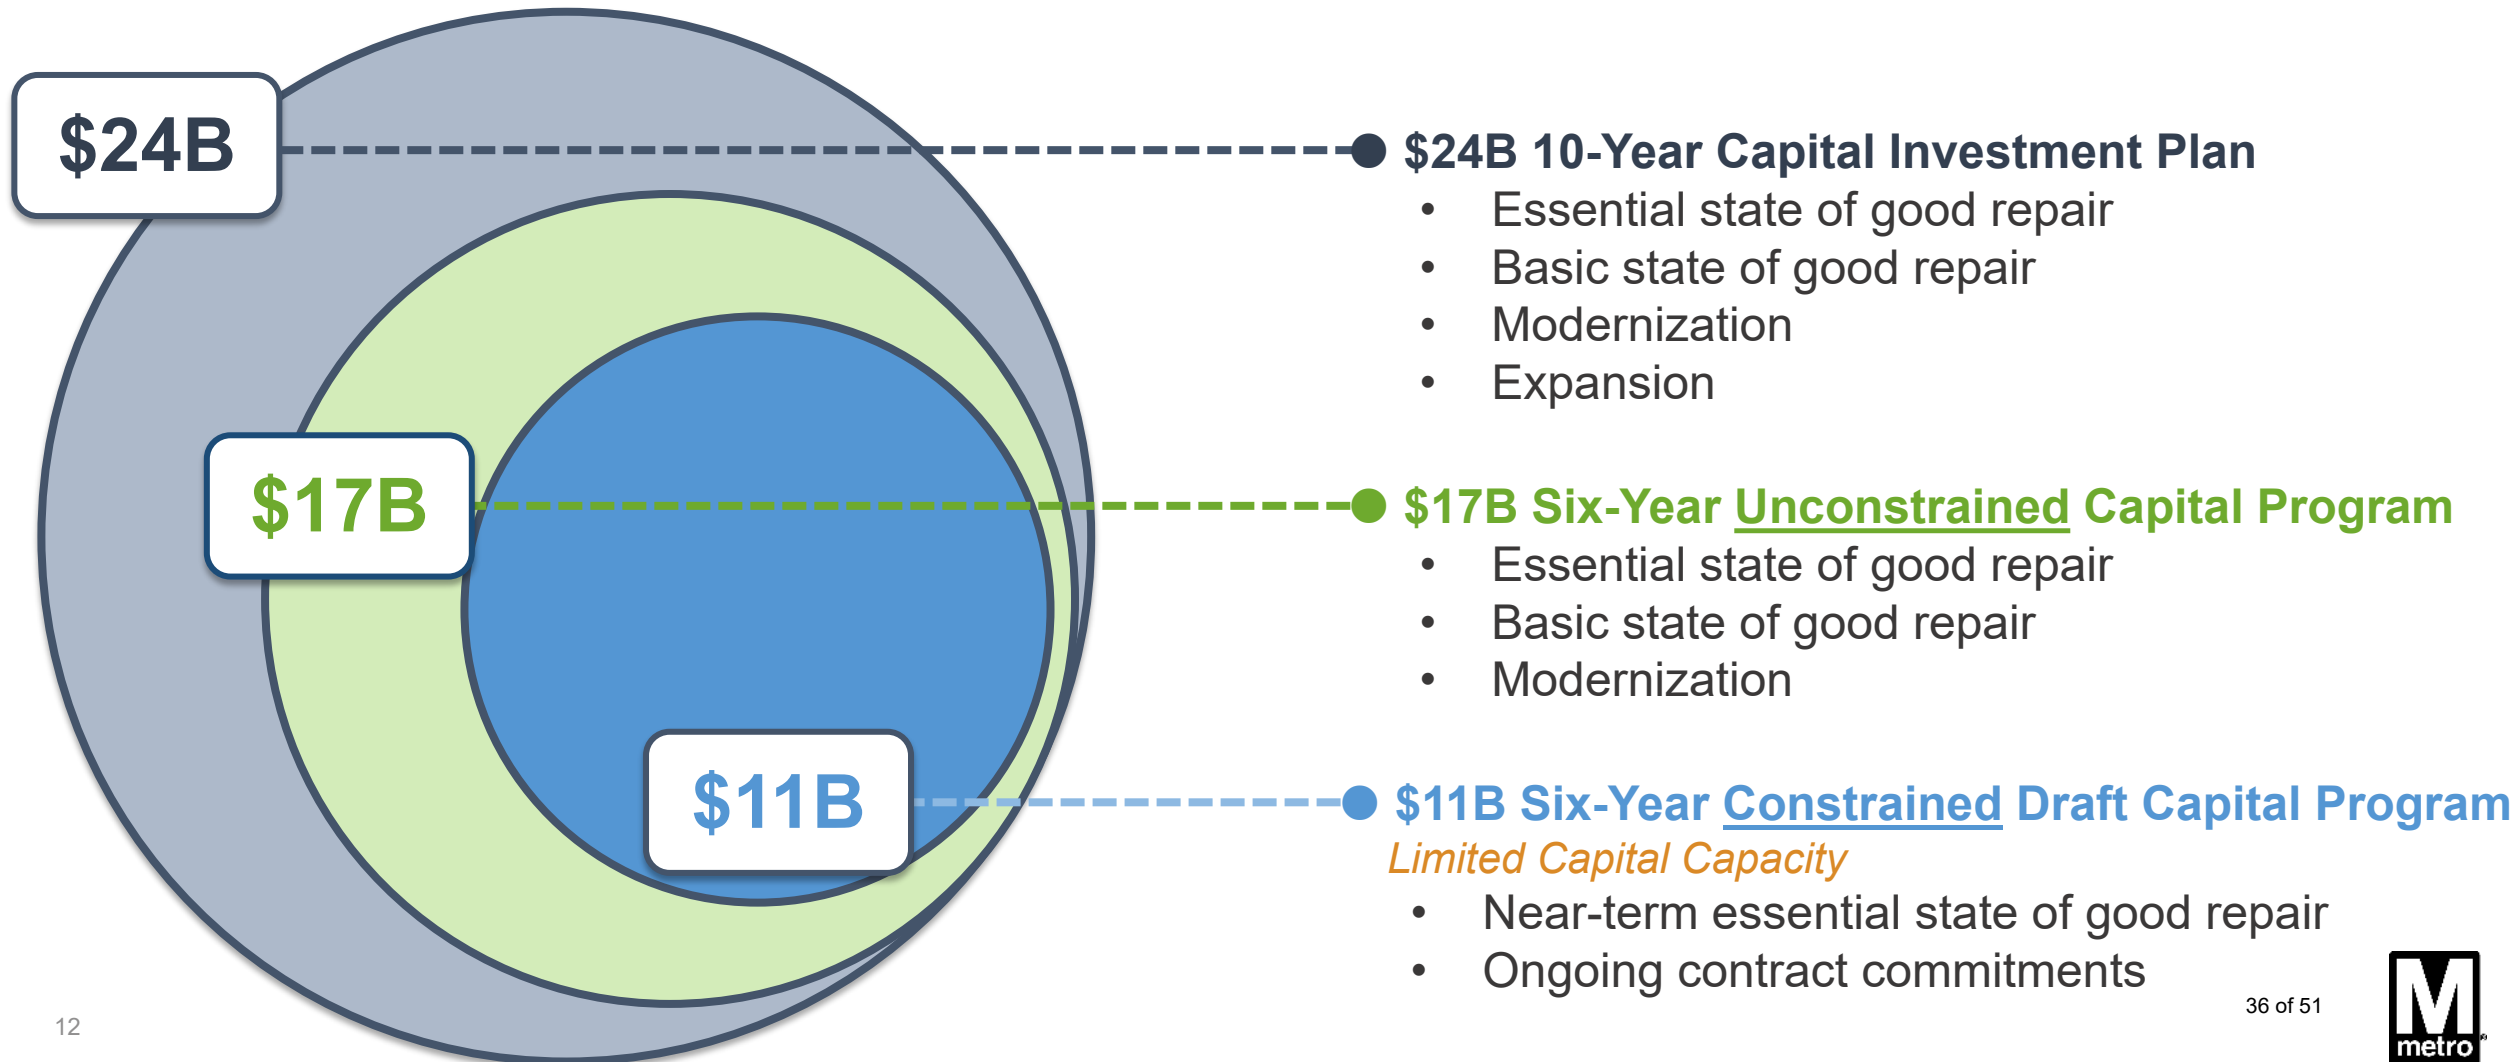 $24B
$24B 10-Year Capital Investment Plan
• Essential state of good repair
• Basic state of good repair
• Modernization
• Expansion
$17B
$17B Six-Year Unconstrained Capital Program
• Essential state of good repair
• Basic state of good repair
• Modernization
$11B
$11B Six-Year Constrained Draft Capital Program
Limited Capital Capacity
• Near-term essential state of good repair
• Ongoing contract commitments
12
36 of 51
M
metro
®